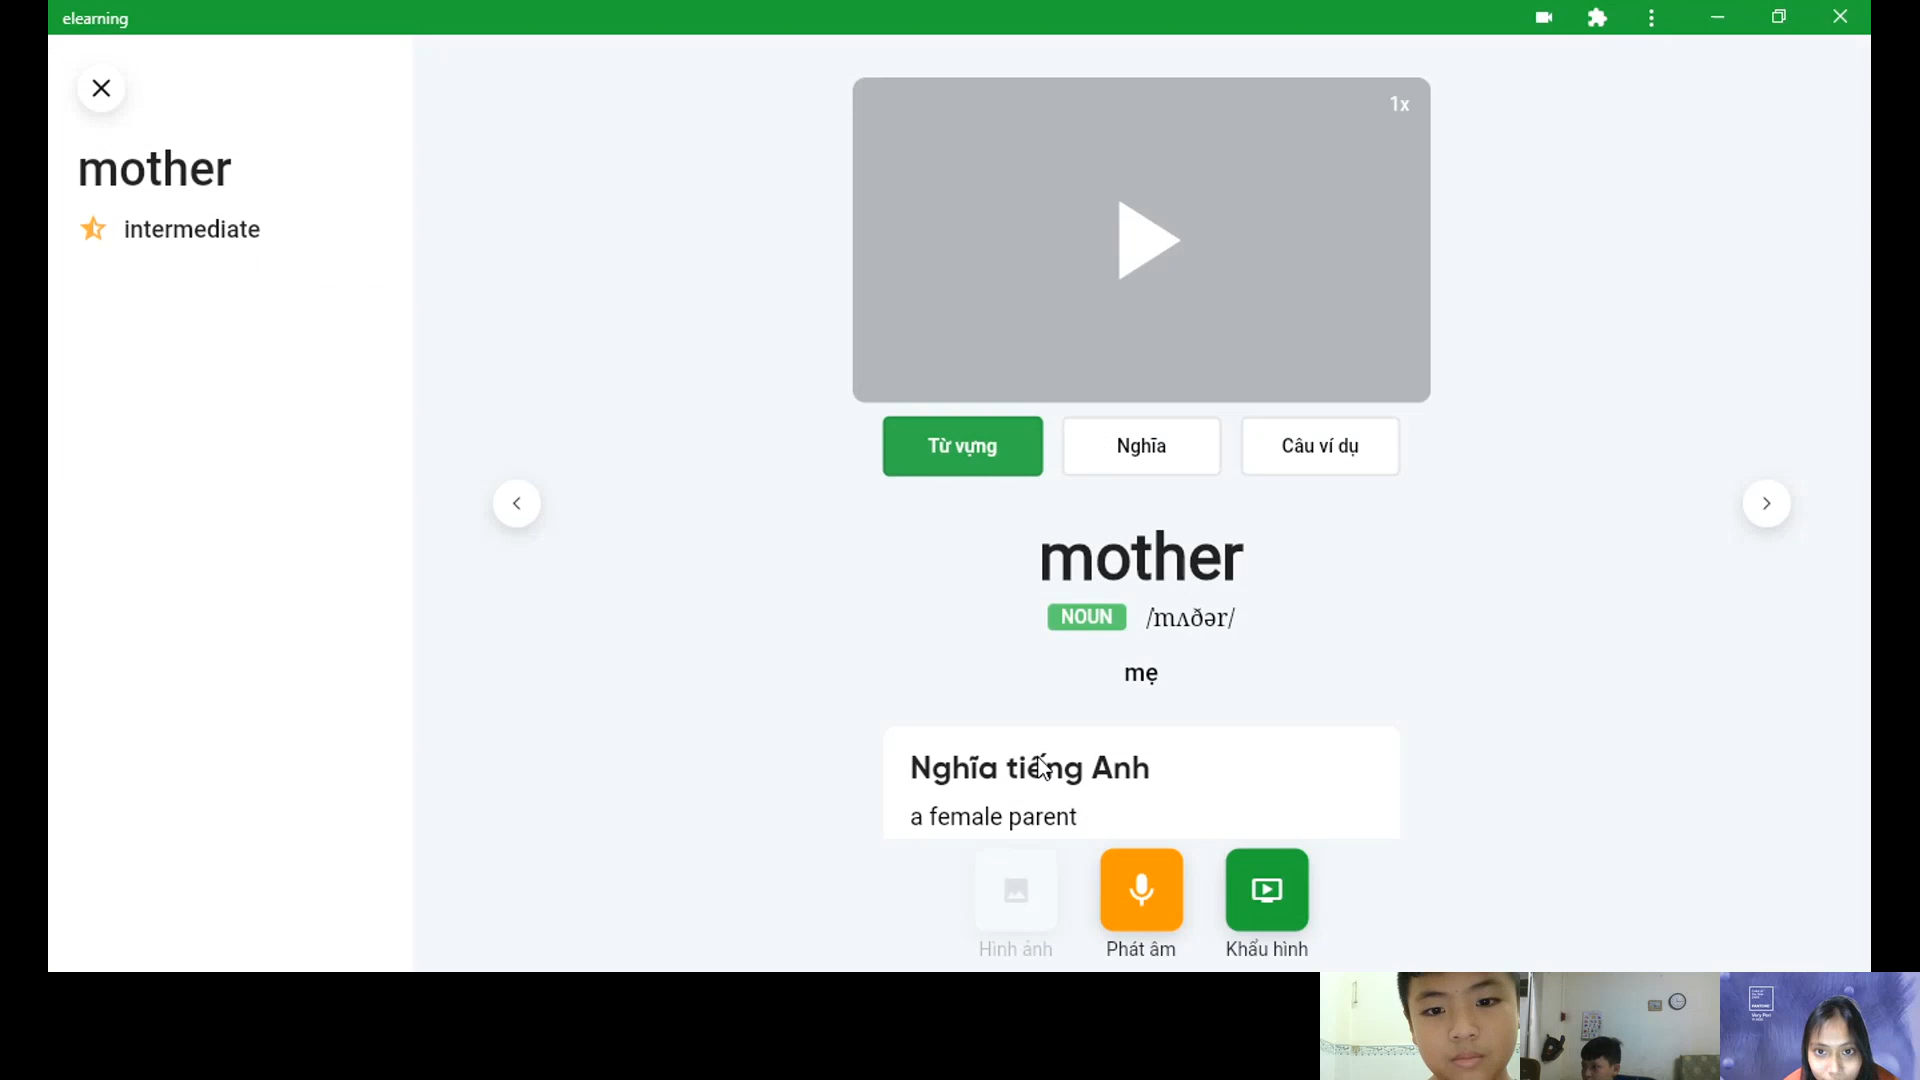 elearning
mother
intermediate
1x
Từ vựng
Nghĩa
Câu ví dụ
mother
NOUN /mʌðər/
mẹ
Nghĩa tiếng Anh
a female parent
Hình ảnh
Phát âm
Khẩu hình